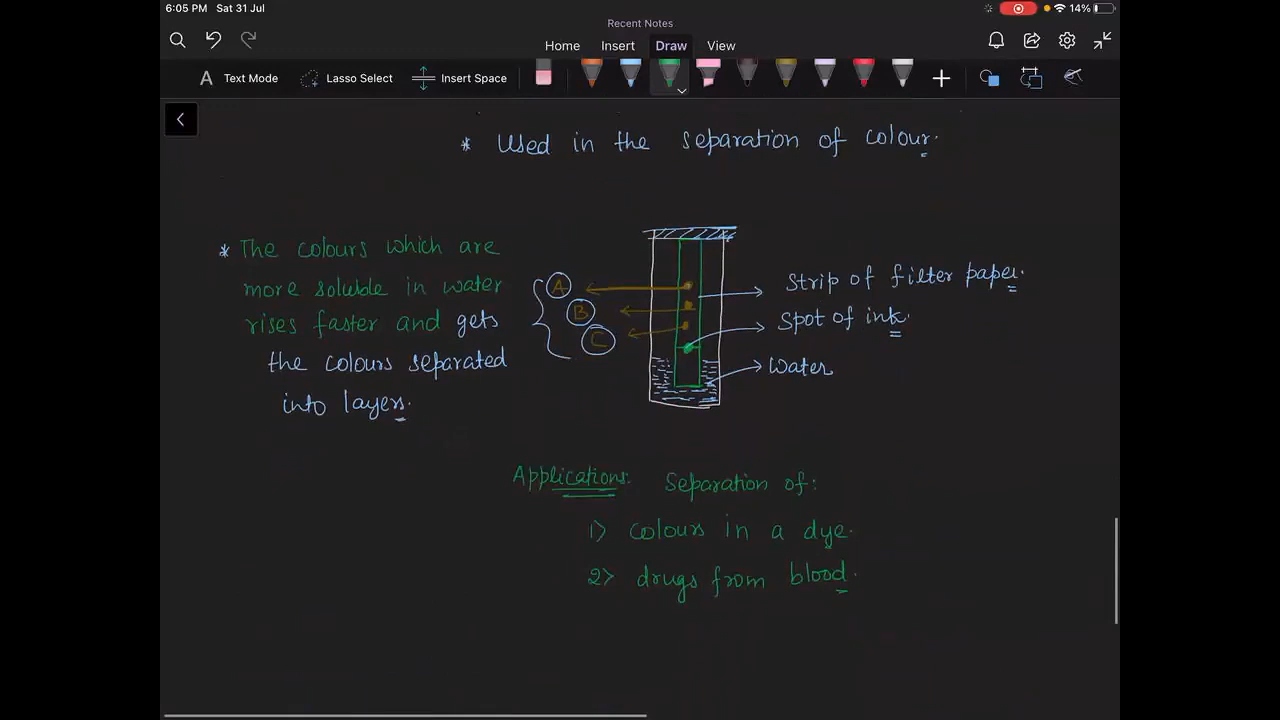 6:05 PM Sat 31 Jul
14%
Recent Notes
Home Insert Draw View
Text Mode Lasso Select Insert Space
* Used in the separation of colour.
* The colours which are
more soluble in water
rises faster and gets
the colours separated
into layers.
A
B
C
Strip of filter paper.
Spot of ink.
Water
Applications: Separation of:
1) colours in a dye.
2) drugs from blood.